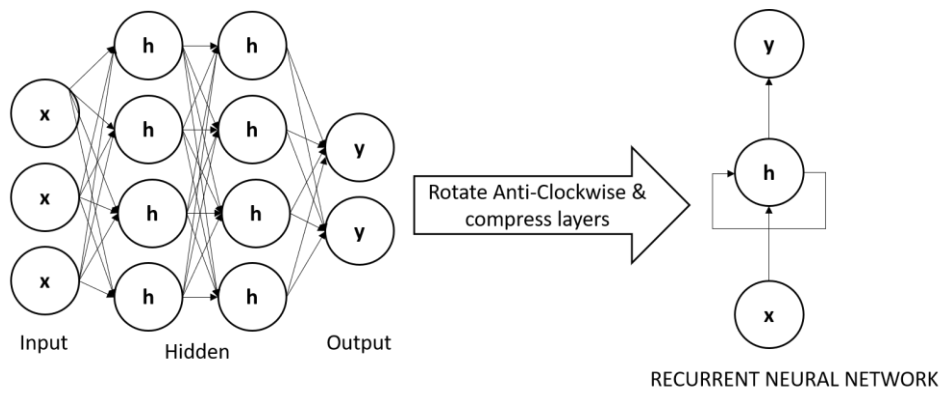 h
h
y
x
h
h
y
x
h
h
y
x
h
h
Rotate Anti-Clockwise &
compress layers
h
x
Input
Hidden
Output
RECURRENT NEURAL NETWORK